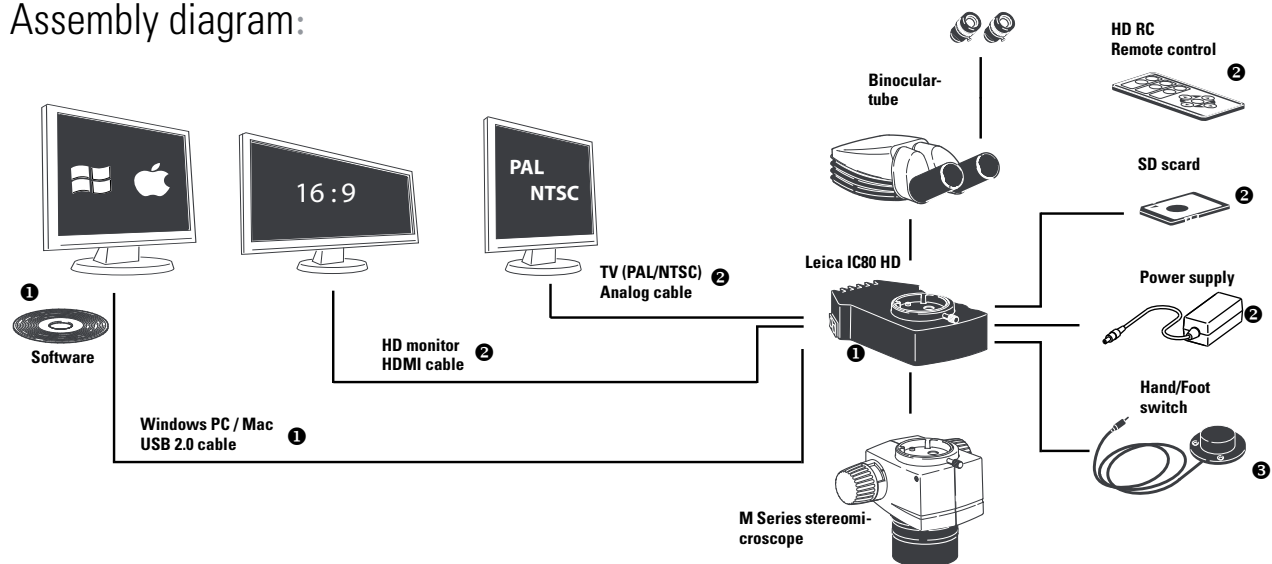 Assembly diagram:
HD RC
Remote control
❷
Binocular-
tube
PAL
NTSC
16:9
SD scard
❷
Leica IC80 HD
TV (PAL/NTSC)
Analog cable
❷
Power supply
❷
❶
Software
HD monitor
HDMI cable
❷
❶
Hand/Foot
switch
❸
Windows PC / Mac
USB 2.0 cable
❶
M Series stereomi-
croscope